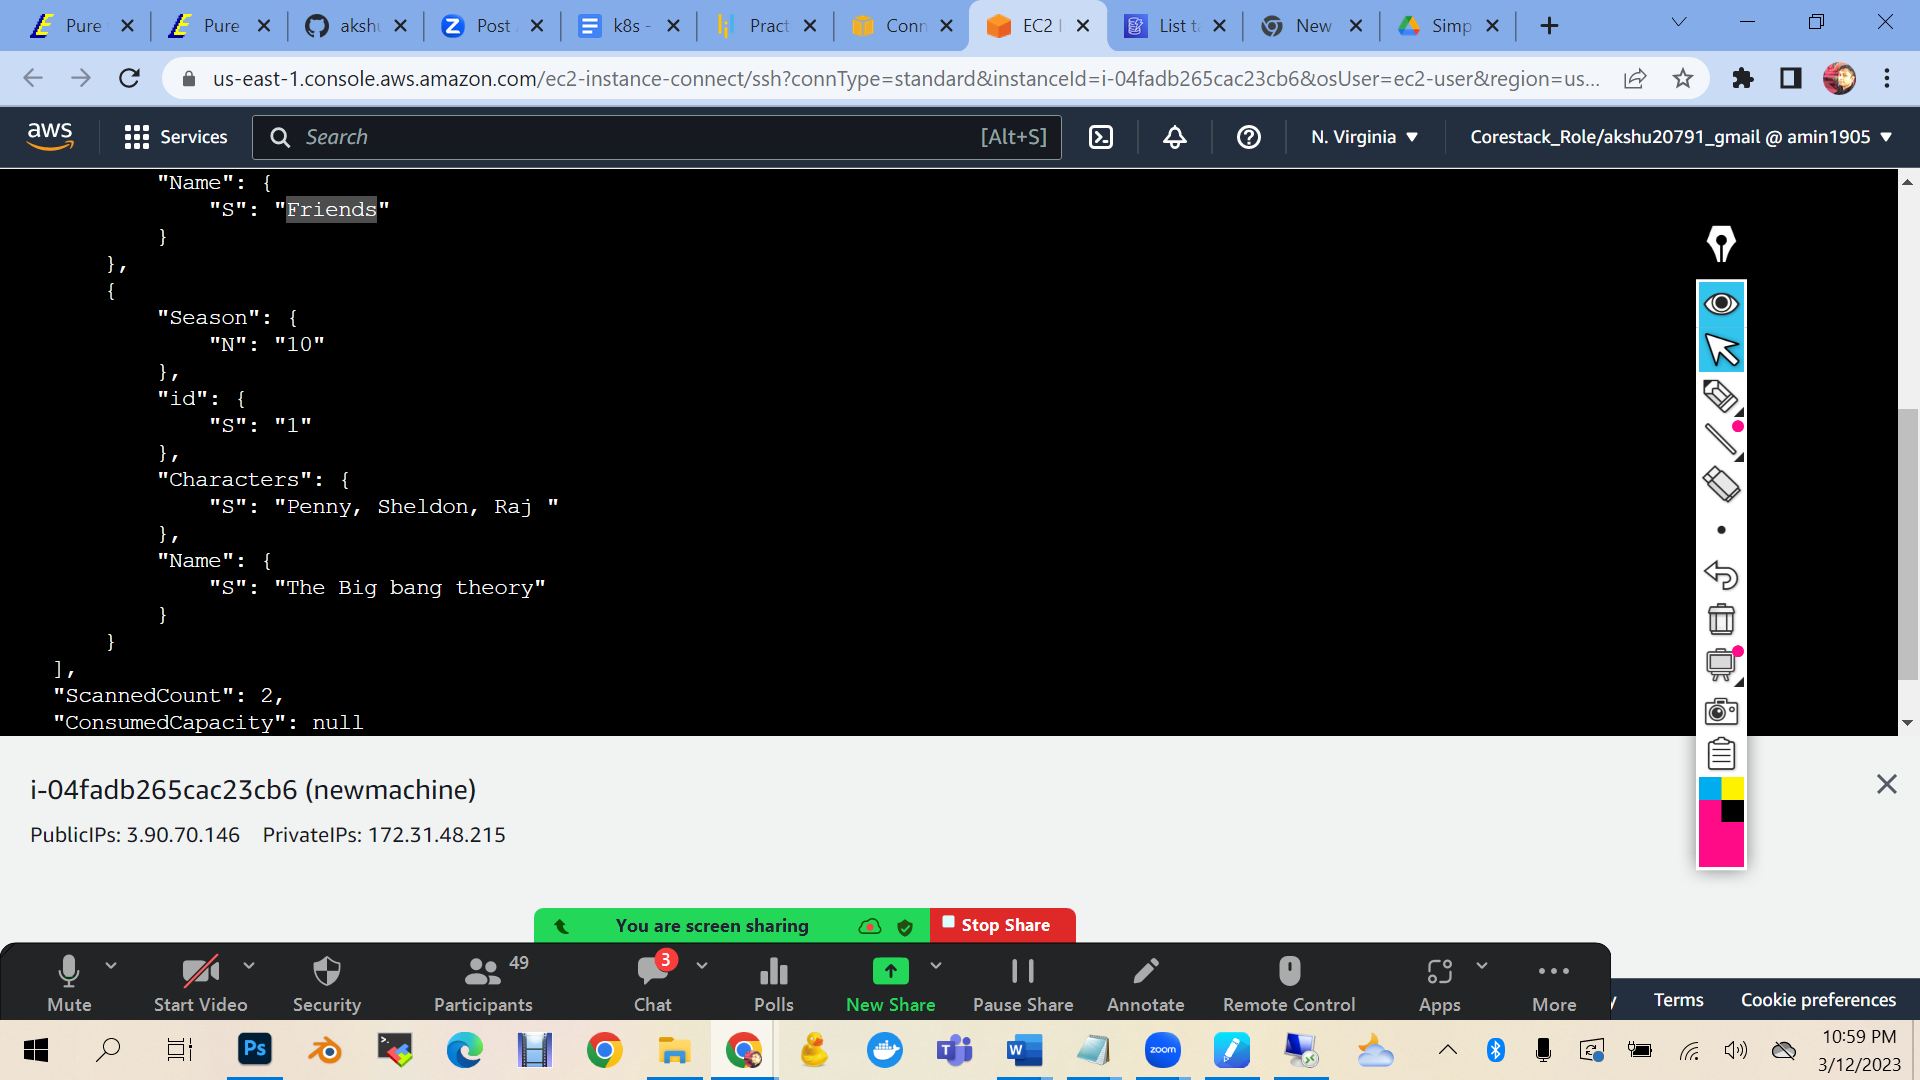 Pure
Pure
akshu
Post
k8s -
Pract
Conn
EC2 I
List ta
New
Simp
us-east-1.console.aws.amazon.com/ec2-instance-connect/ssh?connType=standard&instanceId=i-04fadb265cac23cb6&osUser=ec2-user&region=us...
aws
Services
Search
[Alt+S]
N. Virginia
Corestack_Role/akshu20791_gmail @ amin1905
"Name": {
"S": "Friends"
}
},
{
"Season": {
"N": "10"
},
"id": {
"S": "1"
},
"Characters": {
"S": "Penny, Sheldon, Raj "
},
"Name": {
"S": "The Big bang theory"
}
}
],
"ScannedCount": 2,
"ConsumedCapacity": null
i-04fadb265cac23cb6 (newmachine)
PublicIPs: 3.90.70.146 PrivateIPs: 172.31.48.215
You are screen sharing
Stop Share
Mute
Start Video
Security
Participants
49
Chat
3
Polls
New Share
Pause Share
Annotate
Remote Control
Apps
More
y
Terms
Cookie preferences
Ps
W
zoom
10:59 PM
3/12/2023